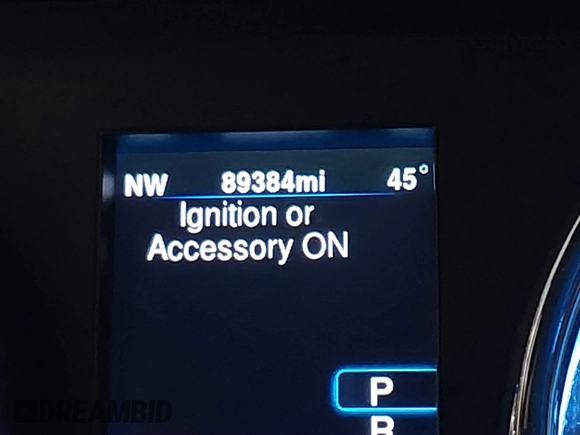 NW 89384mi 45°
Ignition or
Accessory ON
P
R
DREAMBID